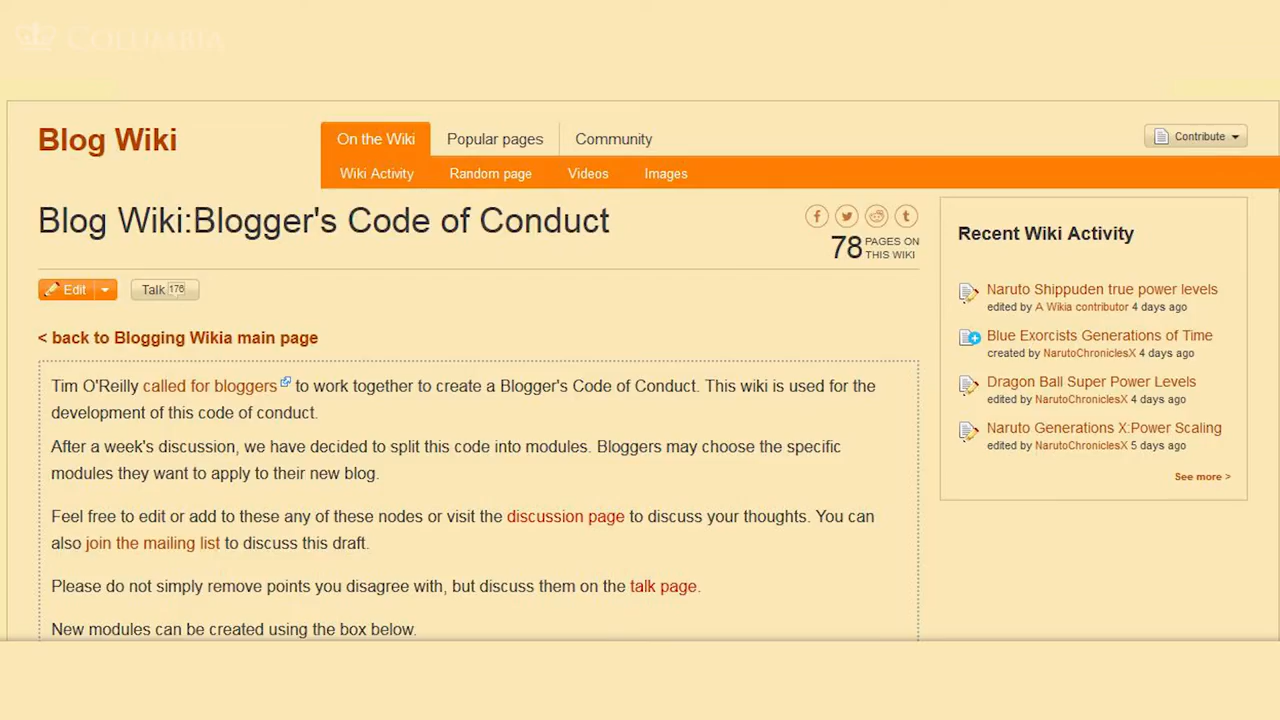 COLUMBIA
Blog Wiki
On the Wiki
Popular pages
Community
Contribute
Wiki Activity
Random page
Videos
Images
Blog Wiki:Blogger's Code of Conduct
78 PAGES ON
THIS WIKI
Edit
Talk 176
< back to Blogging Wikia main page
Tim O'Reilly called for bloggers to work together to create a Blogger's Code of Conduct. This wiki is used for the
development of this code of conduct.
After a week's discussion, we have decided to split this code into modules. Bloggers may choose the specific
modules they want to apply to their new blog.
Feel free to edit or add to these any of these nodes or visit the discussion page to discuss your thoughts. You can
also join the mailing list to discuss this draft.
Please do not simply remove points you disagree with, but discuss them on the talk page.
New modules can be created using the box below.
Recent Wiki Activity
Naruto Shippuden true power levels
edited by A Wikia contributor 4 days ago
Blue Exorcists Generations of Time
created by NarutoChroniclesX 4 days ago
Dragon Ball Super Power Levels
edited by NarutoChroniclesX 4 days ago
Naruto Generations X:Power Scaling
edited by NarutoChroniclesX 5 days ago
See more >